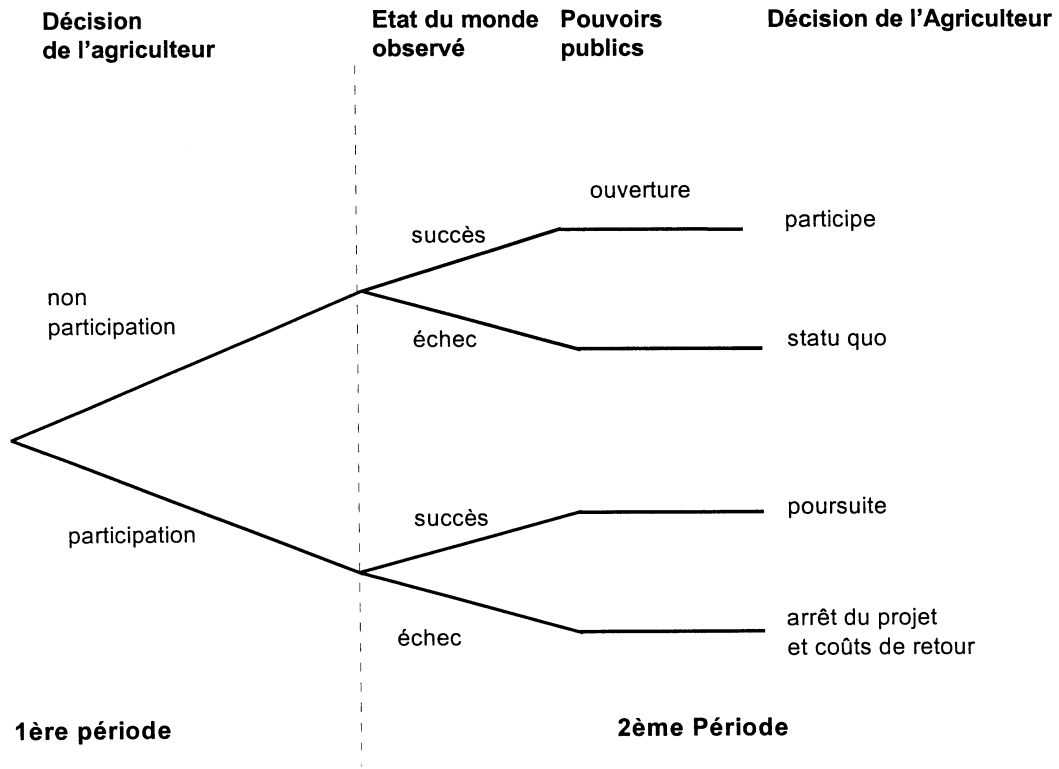 Décision
de l'agriculteur
Etat du monde
observé
Pouvoirs
publics
Décision de l'Agriculteur
ouverture
succès
participe
non
participation
échec
statu quo
participation
succès
poursuite
échec
arrêt du projet
et coûts de retour
1ère période
2ème Période